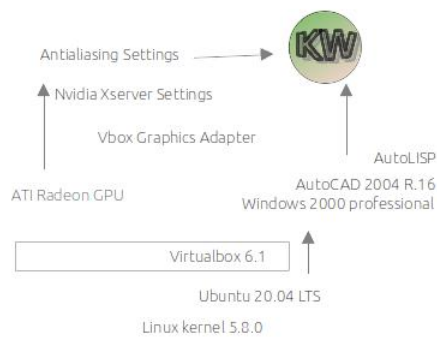 KW
Antialiasing Settings
Nvidia Xserver Settings
Vbox Graphics Adapter
AutoLISP
ATI Radeon GPU
AutoCAD 2004 R.16
Windows 2000 professional
Virtualbox 6.1
Ubuntu 20.04 LTS
Linux kernel 5.8.0